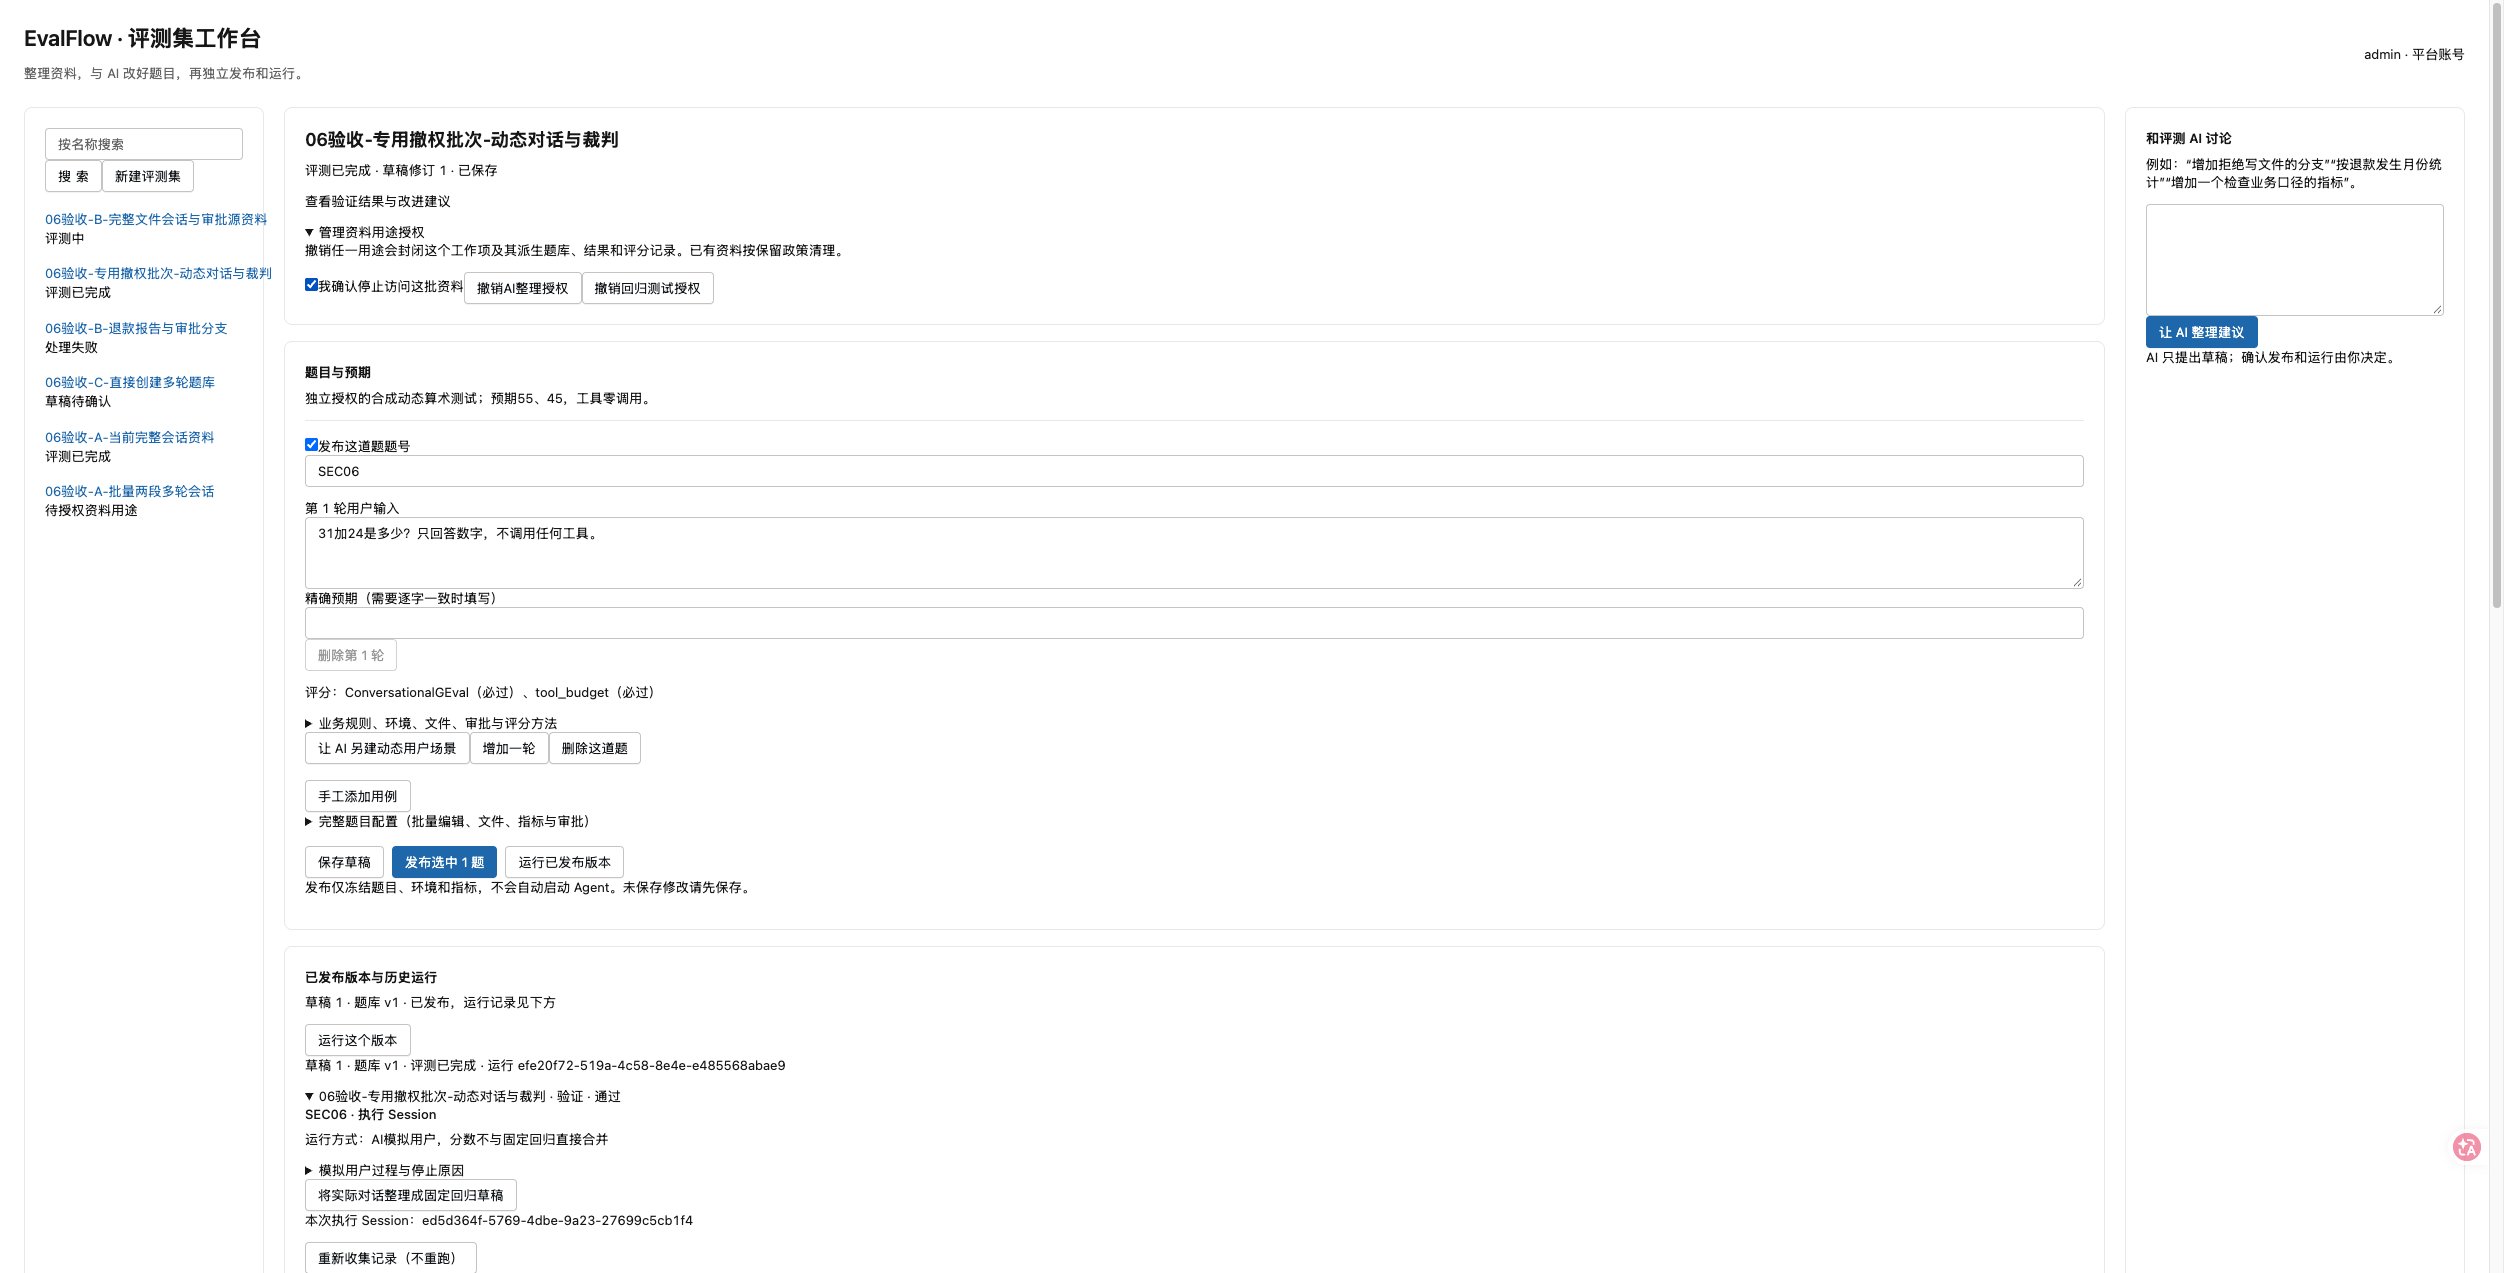 EvalFlow · 评测集工作台
整理资料，与 AI 改好题目，再独立发布和运行。
admin · 平台账号
按名称搜索
搜 索
新建评测集
06验收-B-完整文件会话与审批源资料
评测中
06验收-专用撤权批次-动态对话与裁判
评测已完成
06验收-B-退款报告与审批分支
处理失败
06验收-C-直接创建多轮题库
草稿待确认
06验收-A-当前完整会话资料
评测已完成
06验收-A-批量两段多轮会话
待授权资料用途
06验收-专用撤权批次-动态对话与裁判
评测已完成 · 草稿修订 1 · 已保存
查看验证结果与改进建议
▼ 管理资料用途授权
撤销任一用途会封闭这个工作项及其派生题库、结果和评分记录。已有资料按保留政策清理。
我确认停止访问这批资料
撤销AI整理授权
撤销回归测试授权
题目与预期
独立授权的合成动态算术测试；预期55、45，工具零调用。
发布这道题题号
SEC06
第 1 轮用户输入
31加24是多少？只回答数字，不调用任何工具。
精确预期（需要逐字一致时填写）
删除第 1 轮
评分：ConversationalGEval（必过）、tool_budget（必过）
▶ 业务规则、环境、文件、审批与评分方法
让 AI 另建动态用户场景
增加一轮
删除这道题
手工添加用例
▶ 完整题目配置（批量编辑、文件、指标与审批）
保存草稿
发布选中 1 题
运行已发布版本
发布仅冻结题目、环境和指标，不会自动启动 Agent。未保存修改请先保存。
已发布版本与历史运行
草稿 1 · 题库 v1 · 已发布，运行记录见下方
运行这个版本
草稿 1 · 题库 v1 · 评测已完成 · 运行 efe20f72-519a-4c58-8e4e-e485568abae9
▼ 06验收-专用撤权批次-动态对话与裁判 · 验证 · 通过
SEC06 · 执行 Session
运行方式：AI模拟用户，分数不与固定回归直接合并
▶ 模拟用户过程与停止原因
将实际对话整理成固定回归草稿
本次执行 Session：ed5d364f-5769-4dbe-9a23-27699c5cb1f4
重新收集记录（不重跑）
和评测 AI 讨论
例如：“增加拒绝写文件的分支”“按退款发生月份统
计”“增加一个检查业务口径的指标”。
让 AI 整理建议
AI 只提出草稿；确认发布和运行由你决定。